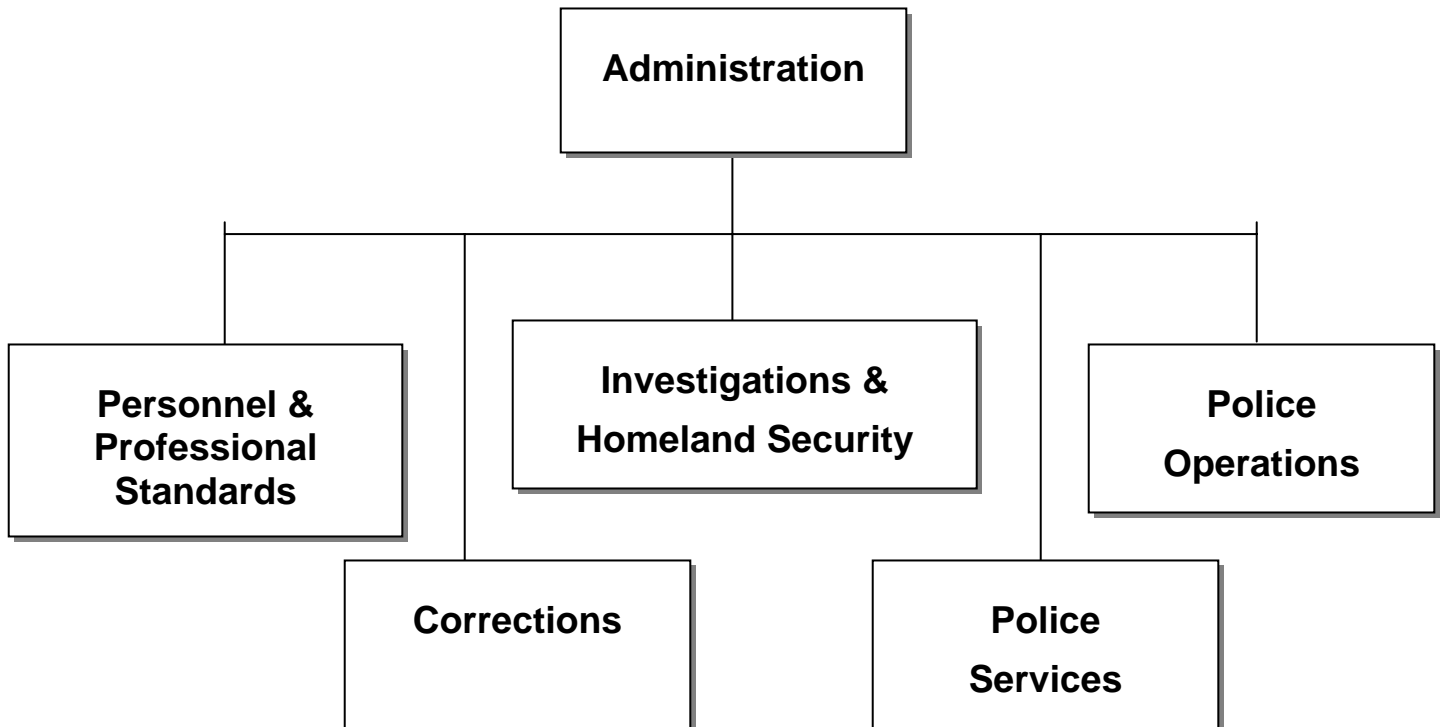 Administration
Personnel &
Professional
Standards
Investigations &
Homeland Security
Police
Operations
Corrections
Police
Services